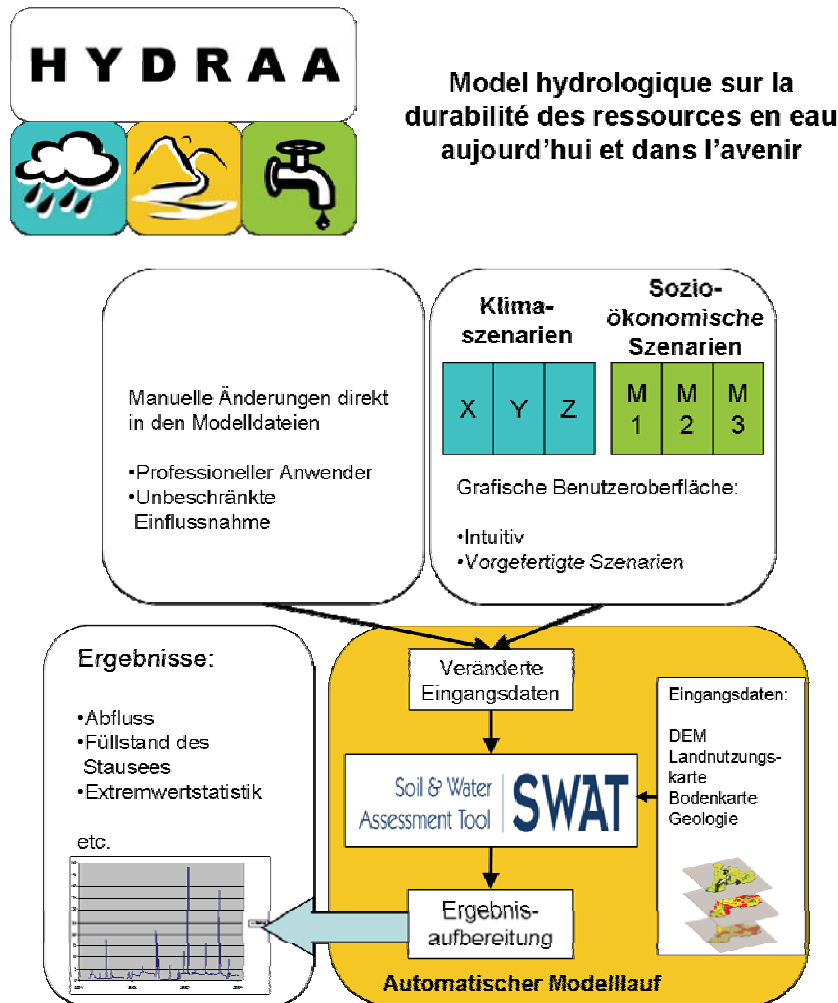 HYDRAA
Model hydrologique sur la
durabilité des ressources en eau
aujourd'hui et dans l'avenir
Manuelle Änderungen direkt
in den Modelldateien
•Professioneller Anwender
•Unbeschränkte
Einflussnahme
Klima-
szenarien
Sozio-
ökonomische
Szenarien
X Y Z
M M M
1 2 3
Grafische Benutzeroberfläche:
•Intuitiv
•Vorgefertigte Szenarien
Ergebnisse:
•Abfluss
•Füllstand des
Stausees
•Extremwertstatistik
etc.
Veränderte
Eingangsdaten
Soil & Water
Assessment Tool
SWAT
Ergebnis-
aufbereitung
Automatischer Modelllauf
Eingangsdaten:
DEM
Landnutzungs-
karte
Bodenkarte
Geologie